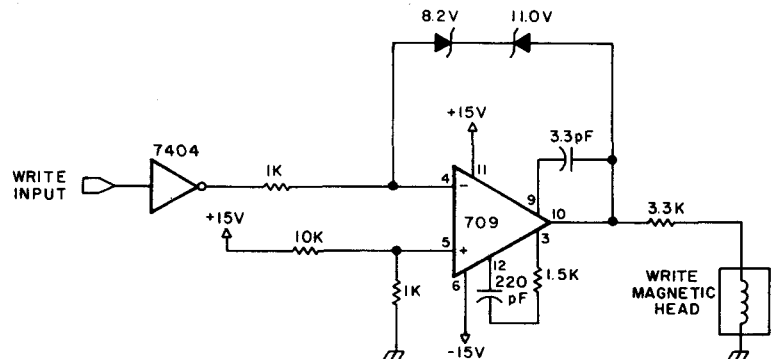 8.2V
11.0V
+15V
3.3pF
7404
WRITE
INPUT
1K
4
-
11
9
10
709
3.3K
+15V
10K
5
+
3
12
6
220
pF
1.5K
1K
-15V
WRITE
MAGNETIC
HEAD